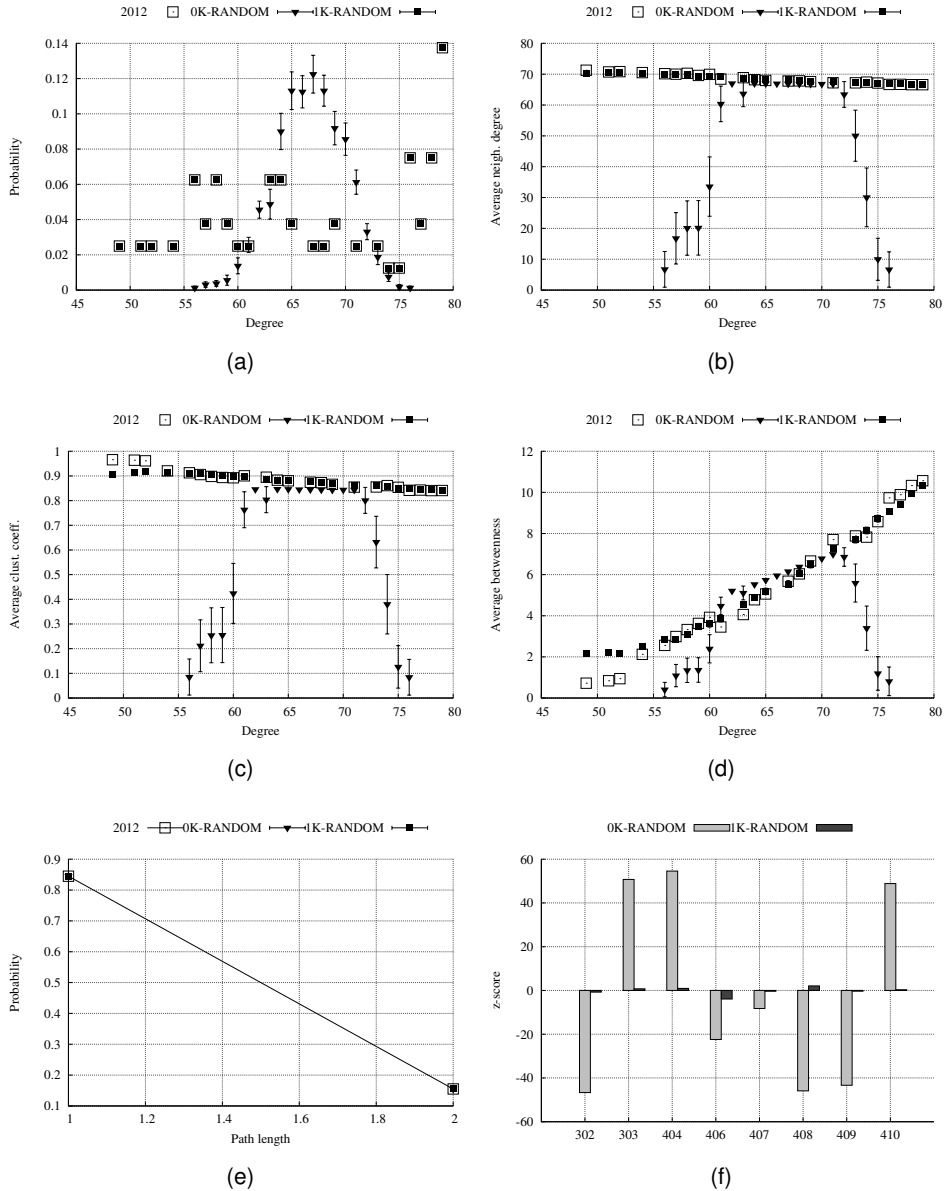 2012 0K-RANDOM 1K-RANDOM
0.14
0.12
0.1
0.08
0.06
0.04
0.02
0
Probability
45 50 55 60 65 70 75 80
Degree
(a)
2012 0K-RANDOM 1K-RANDOM
80
70
60
50
40
30
20
10
0
Average neigh. degree
45 50 55 60 65 70 75 80
Degree
(b)
2012 0K-RANDOM 1K-RANDOM
1
0.9
0.8
0.7
0.6
0.5
0.4
0.3
0.2
0.1
0
Average clust. coeff.
45 50 55 60 65 70 75 80
Degree
(c)
2012 0K-RANDOM 1K-RANDOM
12
10
8
6
4
2
0
Average betweenness
45 50 55 60 65 70 75 80
Degree
(d)
2012 0K-RANDOM 1K-RANDOM
0.9
0.8
0.7
0.6
0.5
0.4
0.3
0.2
0.1
Probability
1 1.2 1.4 1.6 1.8 2
Path length
(e)
0K-RANDOM 1K-RANDOM
60
40
20
0
-20
-40
-60
z-score
302 303 404 406 407 408 409 410
(f)